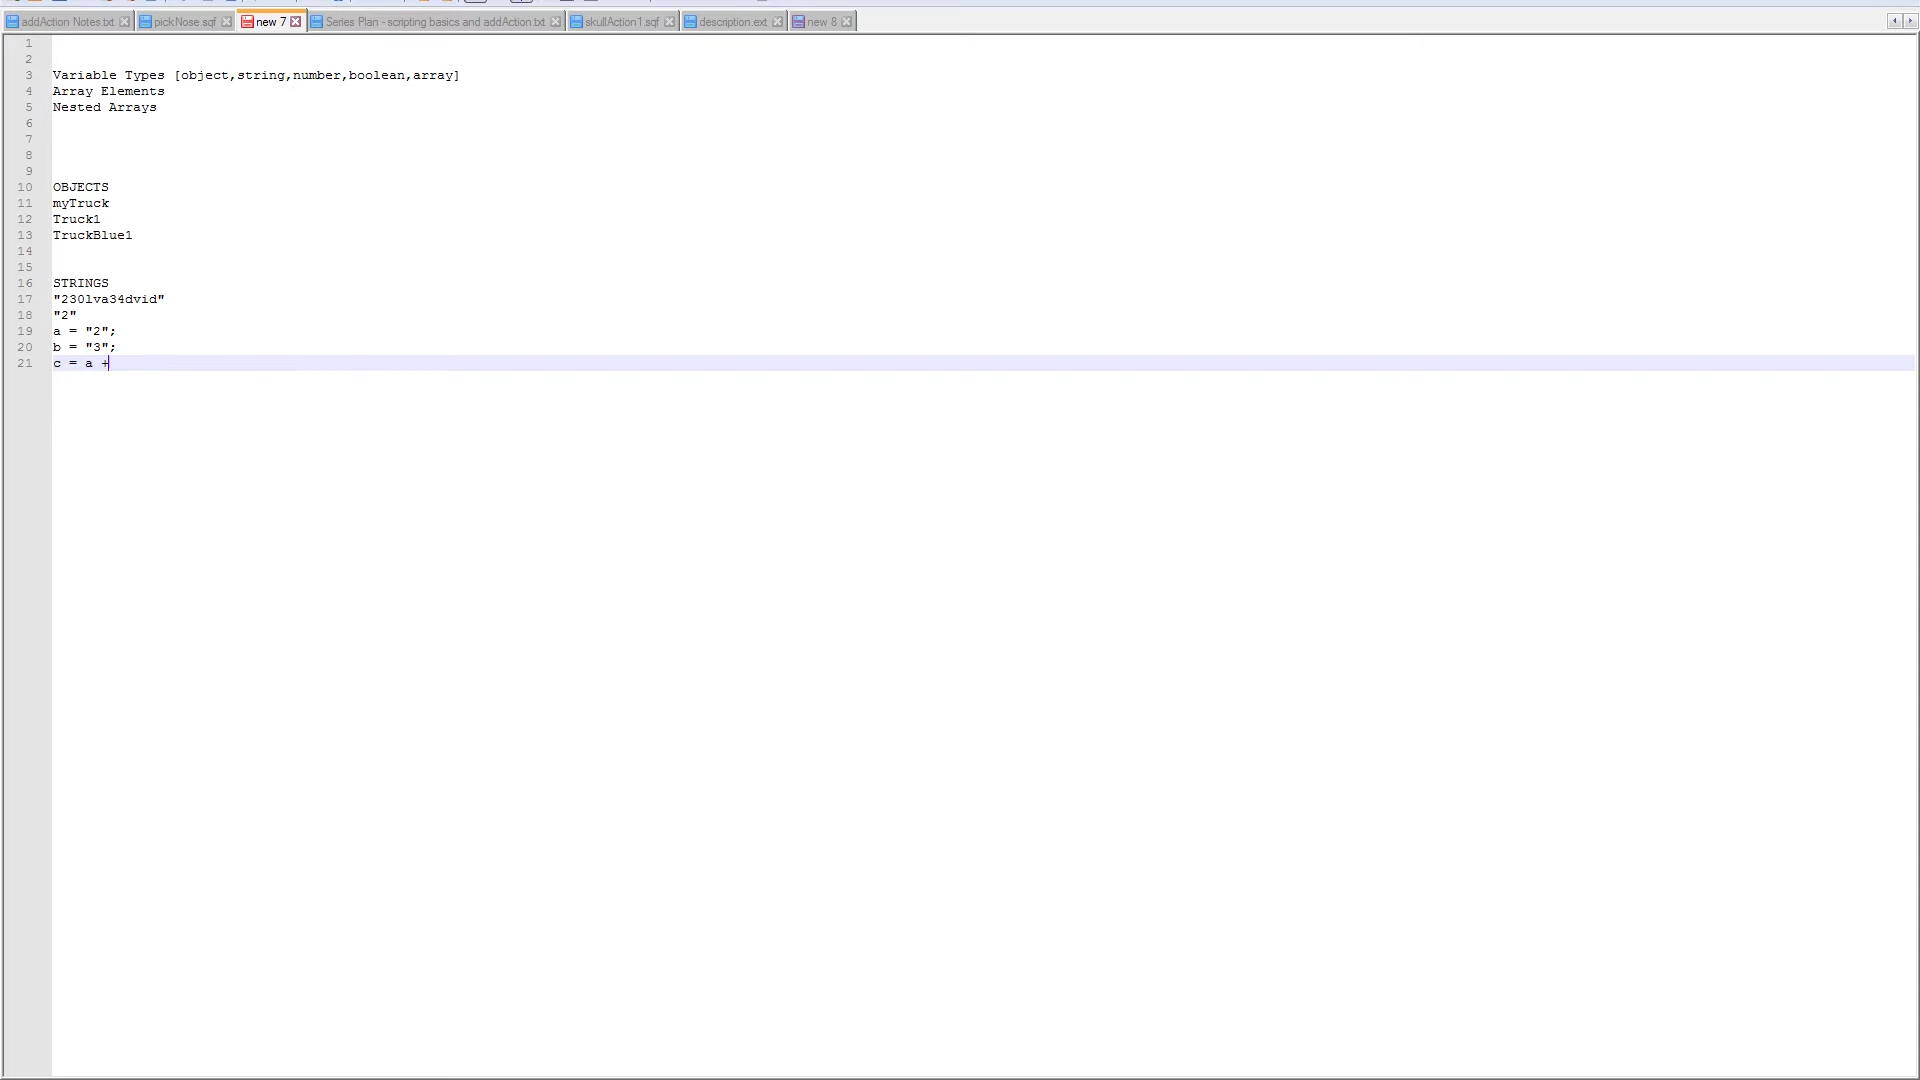 addAction Notes.txt
pickNose.sqf
new 7
Series Plan - scripting basics and addAction.txt
skullAction1.sqf
description.ext
new 8
1
2
3 Variable Types [object,string,number,boolean,array]
4 Array Elements
5 Nested Arrays
6
7
8
9
10 OBJECTS
11 myTruck
12 Truck1
13 TruckBlue1
14
15
16 STRINGS
17 "230lva34dvid"
18 "2"
19 a = "2";
20 b = "3";
21 c = a +